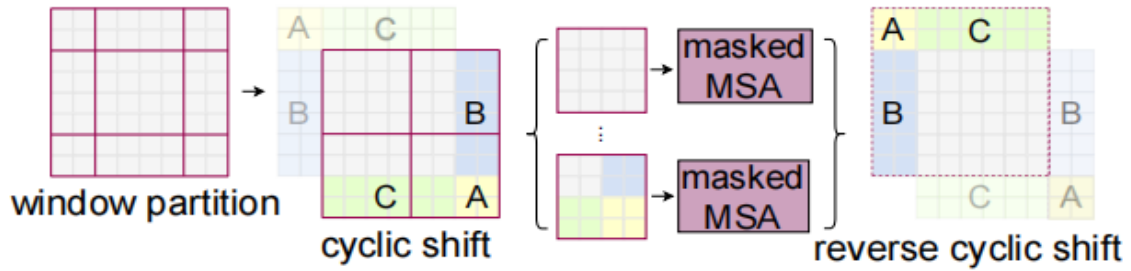 window partition
A
C
B
B
C
A
cyclic shift
masked
MSA
...
masked
MSA
A
C
B
B
C
A
reverse cyclic shift